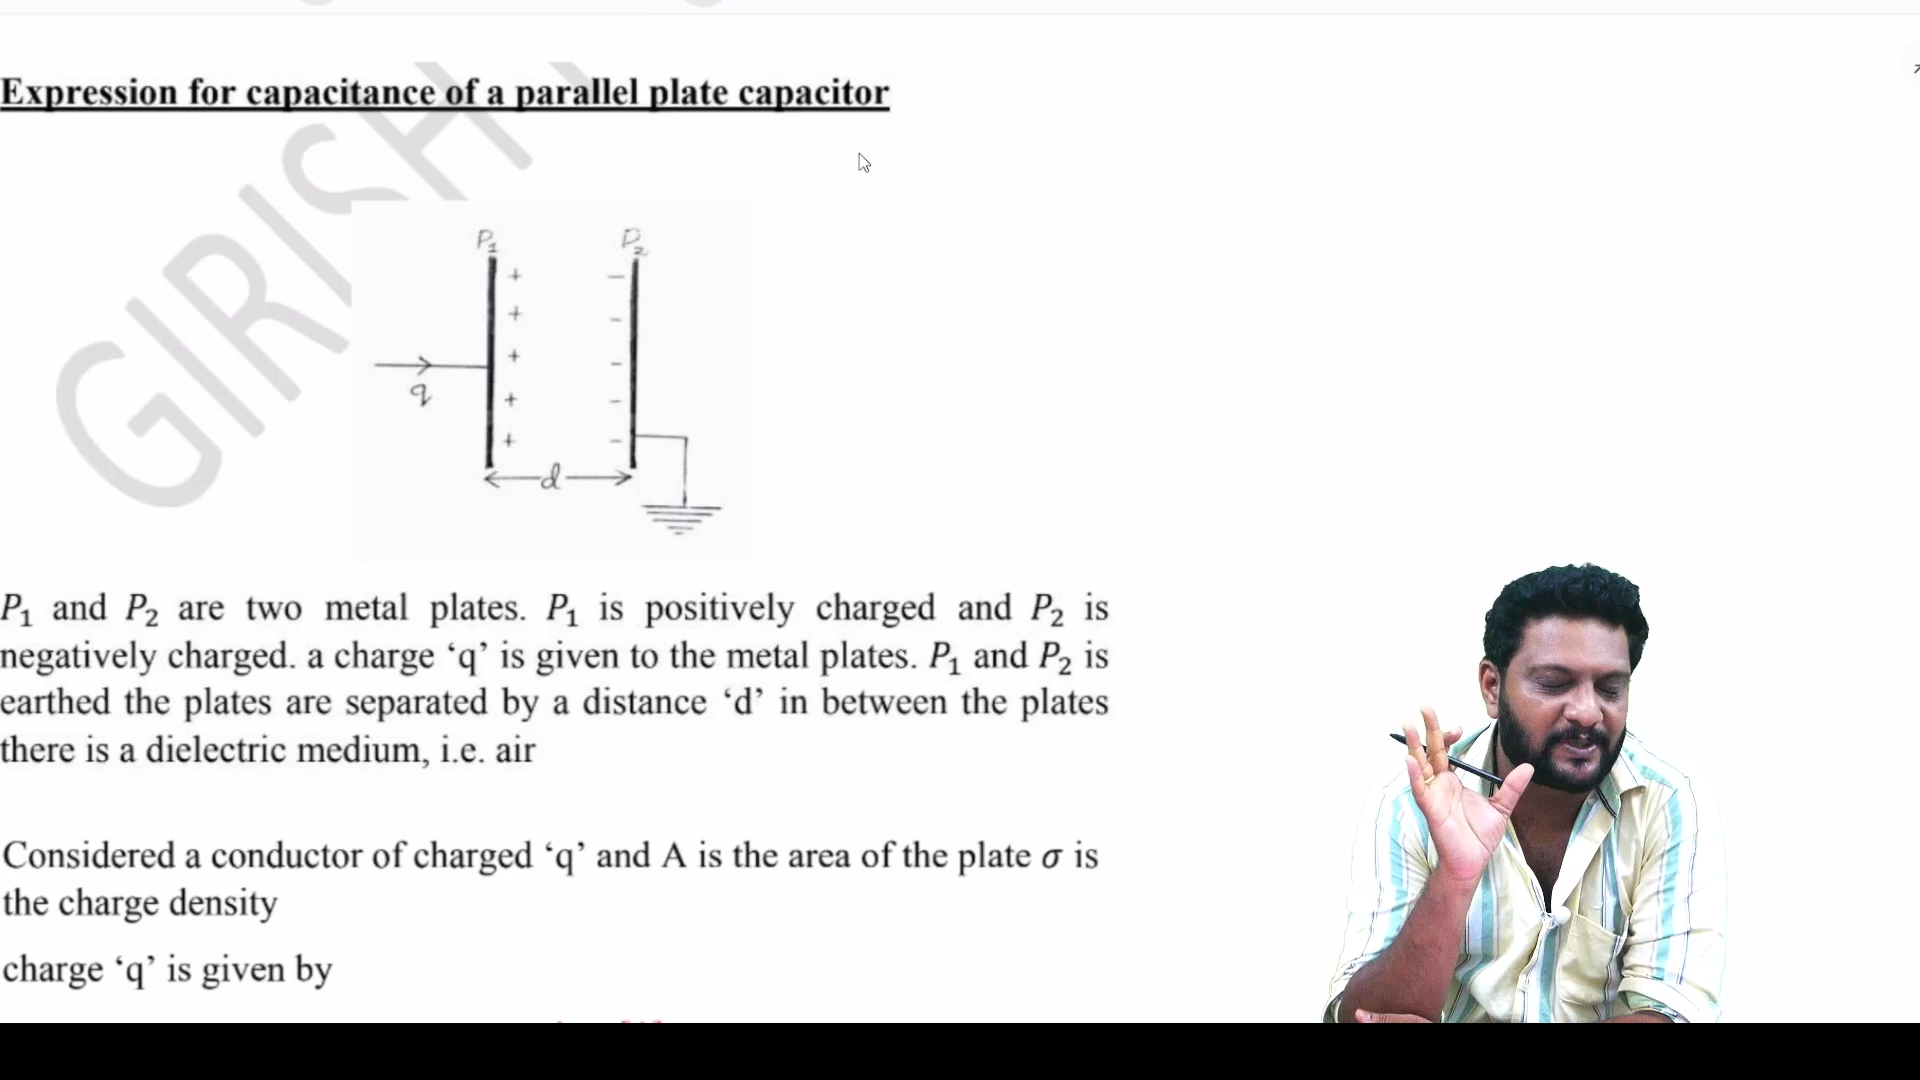 Expression for capacitance of a parallel plate capacitor
GIRISH
P₁ P₂
+ −
+ −
+ −
q
+ −
+ −
d
P₁ and P₂ are two metal plates. P₁ is positively charged and P₂ is
negatively charged. a charge ‘q’ is given to the metal plates. P₁ and P₂ is
earthed the plates are separated by a distance ‘d’ in between the plates
there is a dielectric medium, i.e. air
Considered a conductor of charged ‘q’ and A is the area of the plate σ is
the charge density
charge ‘q’ is given by